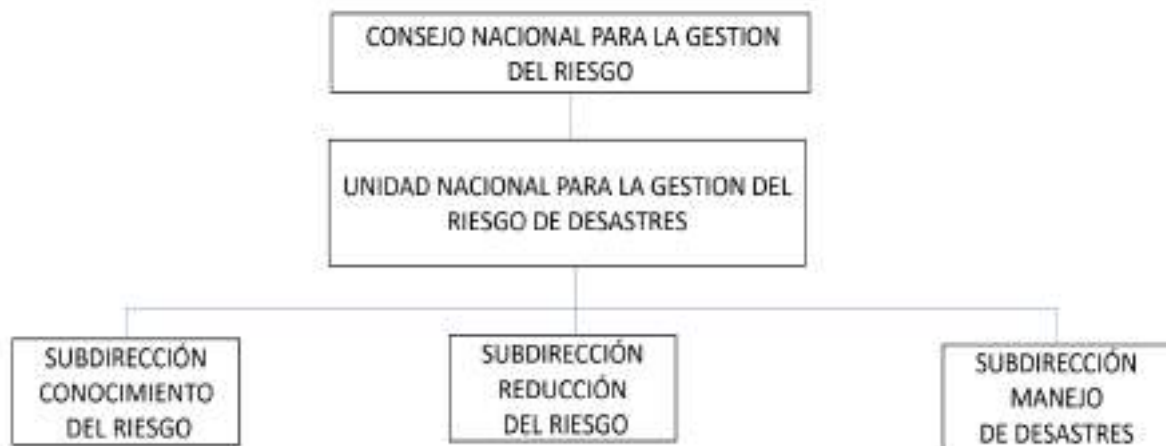 CONSEJO NACIONAL PARA LA GESTION
DEL RIESGO
UNIDAD NACIONAL PARA LA GESTION DEL
RIESGO DE DESASTRES
SUBDIRECCIÓN
CONOCIMIENTO
DEL RIESGO
SUBDIRECCIÓN
REDUCCIÓN
DEL RIESGO
SUBDIRECCIÓN
MANEJO
DE DESASTRES